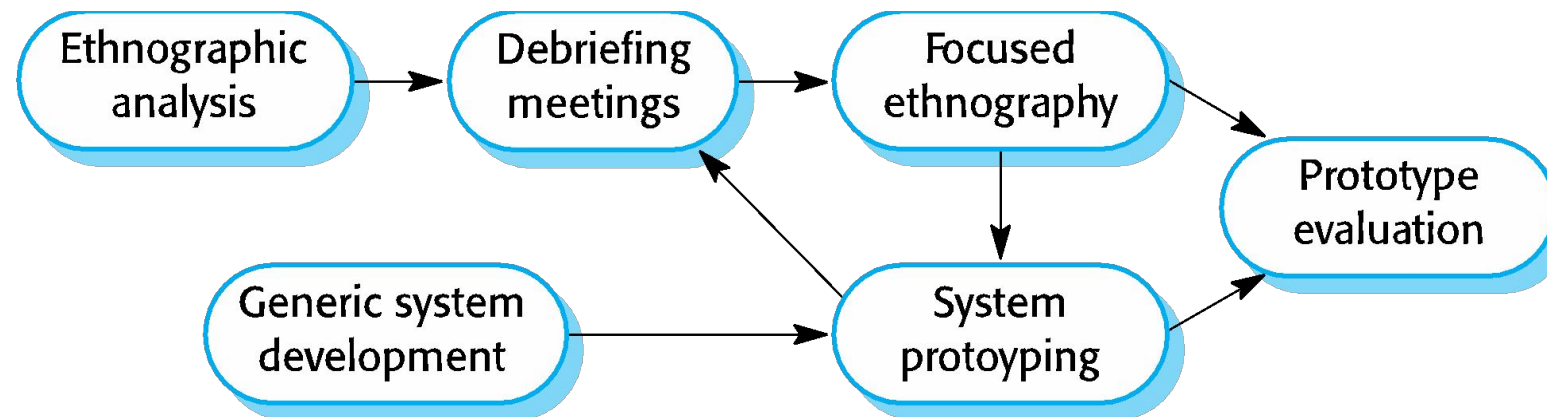 Ethnographic
analysis
Debriefing
meetings
Focused
ethnography
Prototype
evaluation
Generic system
development
System
protoyping